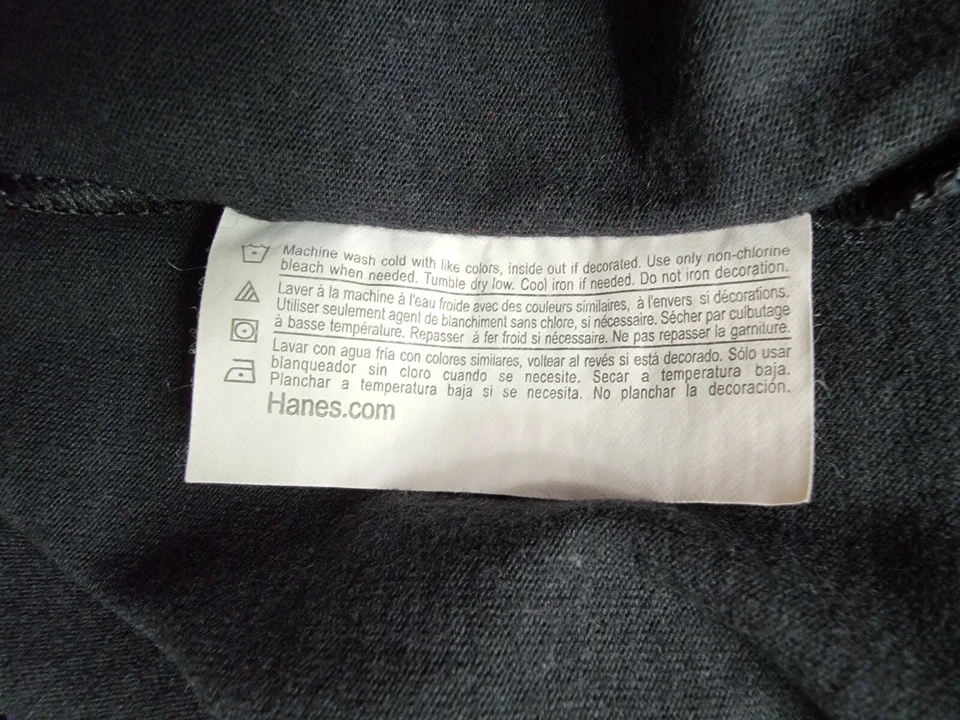 Machine wash cold with like colors, inside out if decorated. Use only non-chlorine
bleach when needed. Tumble dry low. Cool iron if needed. Do not iron decoration.
Laver à la machine à l'eau froide avec des couleurs similaires, à l'envers si décorations.
Utiliser seulement agent de blanchiment sans chlore, si nécessaire. Sécher par culbutage
à basse température. Repasser à fer froid si nécessaire. Ne pas repasser la garniture.
Lavar con agua fría con colores similares, voltear al revés si está decorado. Sólo usar
blanqueador sin cloro cuando se necesite. Secar a temperatura baja.
Planchar a temperatura baja si se necesita. No planchar la decoración.
Hanes.com